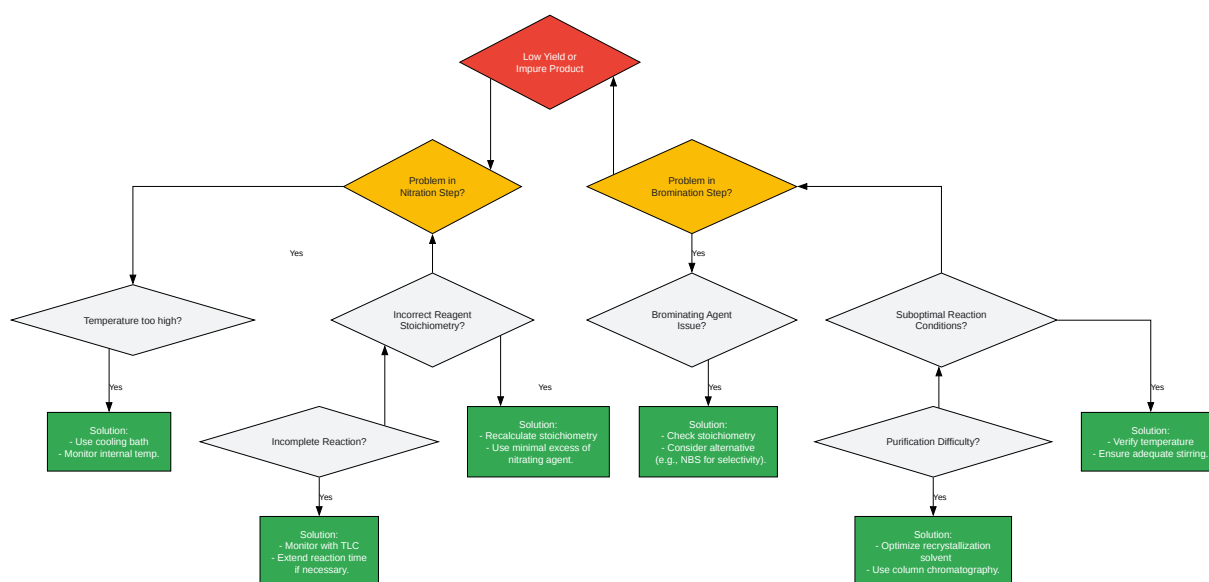 Low Yield or
Impure Product
Problem in
Nitration Step?
Problem in
Bromination Step?
Yes
Yes
Temperature too high?
Incorrect Reagent
Stoichiometry?
Brominating Agent
Issue?
Suboptimal Reaction
Conditions?
Yes
Yes
Yes
Yes
Solution:
- Use cooling bath
- Monitor internal temp.
Incomplete Reaction?
Solution:
- Recalculate stoichiometry
- Use minimal excess of
nitrating agent.
Solution:
- Check stoichiometry
- Consider alternative
(e.g., NBS for selectivity).
Purification Difficulty?
Solution:
- Verify temperature
- Ensure adequate stirring.
Yes
Yes
Solution:
- Monitor with TLC
- Extend reaction time
if necessary.
Solution:
- Optimize recrystallization
solvent
- Use column chromatography.